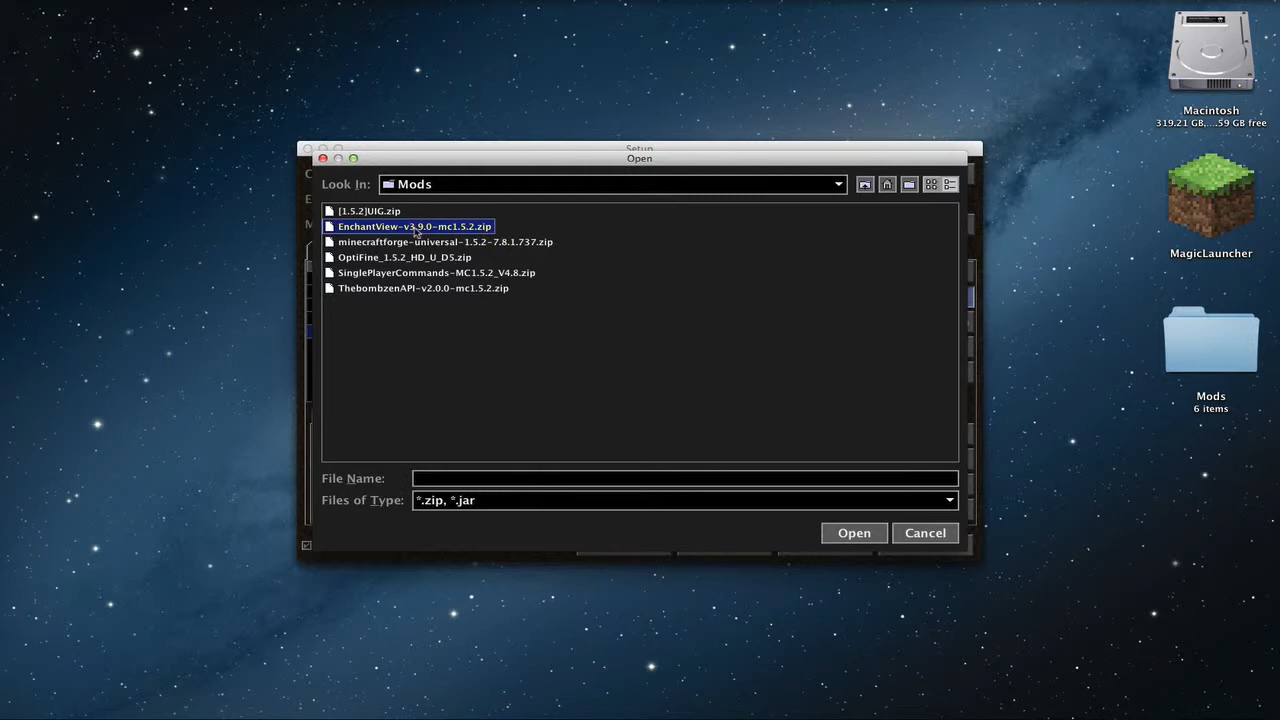 Setup
Open
Look In: Mods
[1.5.2]UIG.zip
EnchantView-v3.9.0-mc1.5.2.zip
minecraftforge-universal-1.5.2-7.8.1.737.zip
OptiFine_1.5.2_HD_U_D5.zip
SinglePlayerCommands-MC1.5.2_V4.8.zip
ThebombzenAPI-v2.0.0-mc1.5.2.zip
File Name:
Files of Type: *.zip, *.jar
Open Cancel
Macintosh
319.21 GB,....59 GB free
MagicLauncher
Mods
6 items